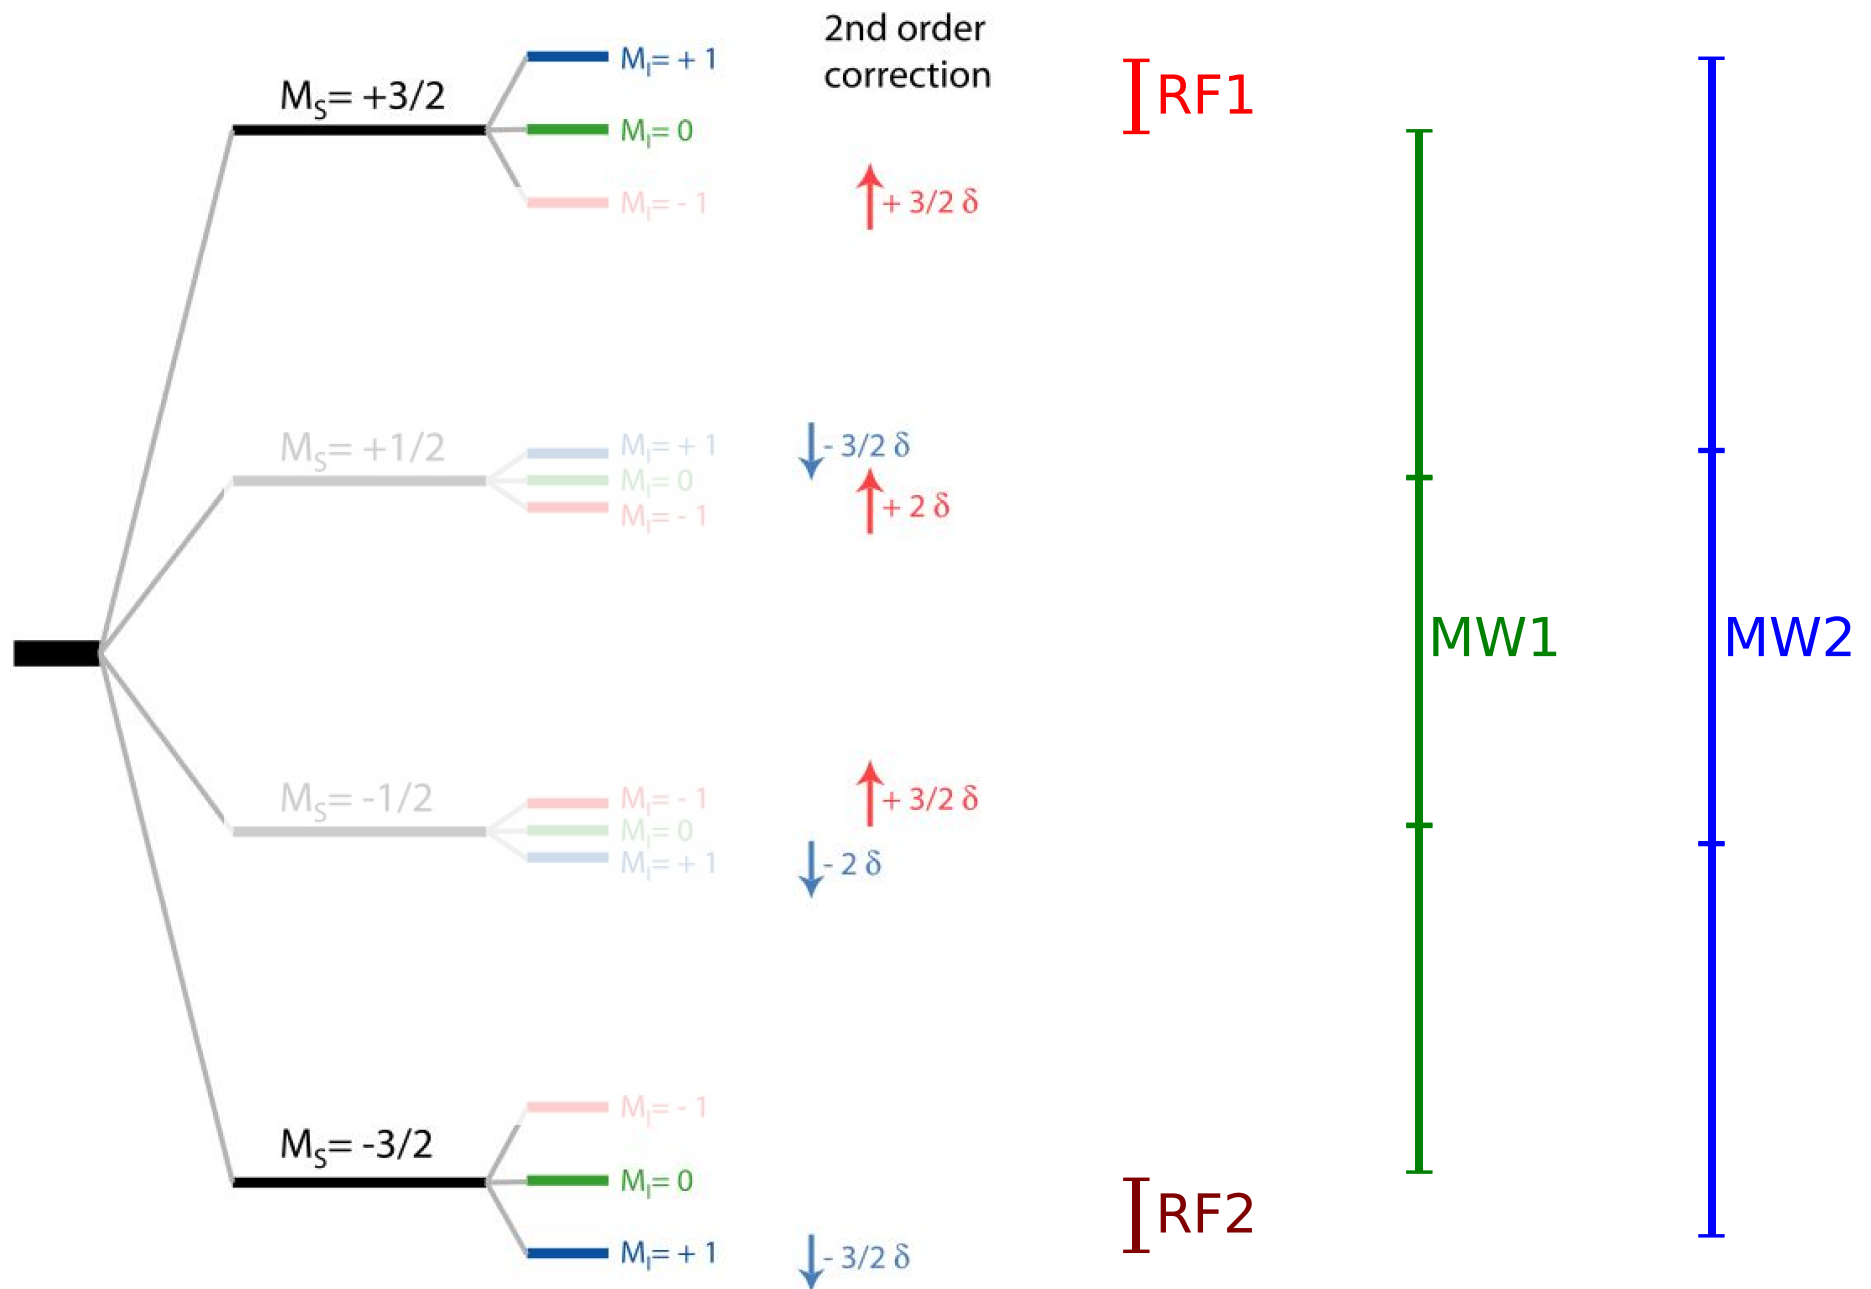 2nd order
correction
M_S= +3/2
M_I= + 1
M_I= 0
M_I= - 1
+ 3/2 δ
RF1
M_S= +1/2
M_I= + 1
M_I= 0
M_I= - 1
- 3/2 δ
+ 2 δ
MW1
MW2
M_S= -1/2
M_I= - 1
M_I= 0
M_I= + 1
+ 3/2 δ
- 2 δ
M_S= -3/2
M_I= - 1
M_I= 0
M_I= + 1
- 3/2 δ
RF2